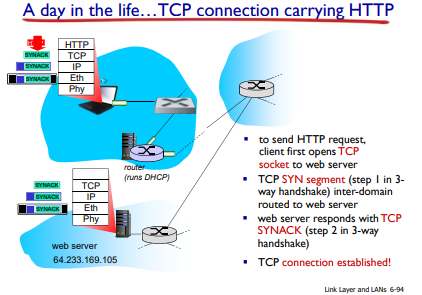 A day in the life…TCP connection carrying HTTP
HTTP
SYNACK
TCP
SYNACK
IP
SYNACK
Eth
Phy
router
(runs DHCP)
SYNACK
TCP
SYNACK
IP
SYNACK
Eth
Phy
web server
64.233.169.105
to send HTTP request,
client first opens TCP
socket to web server
TCP SYN segment (step 1 in 3-
way handshake) inter-domain
routed to web server
web server responds with TCP
SYNACK (step 2 in 3-way
handshake)
TCP connection established!
Link Layer and LANs 6-94